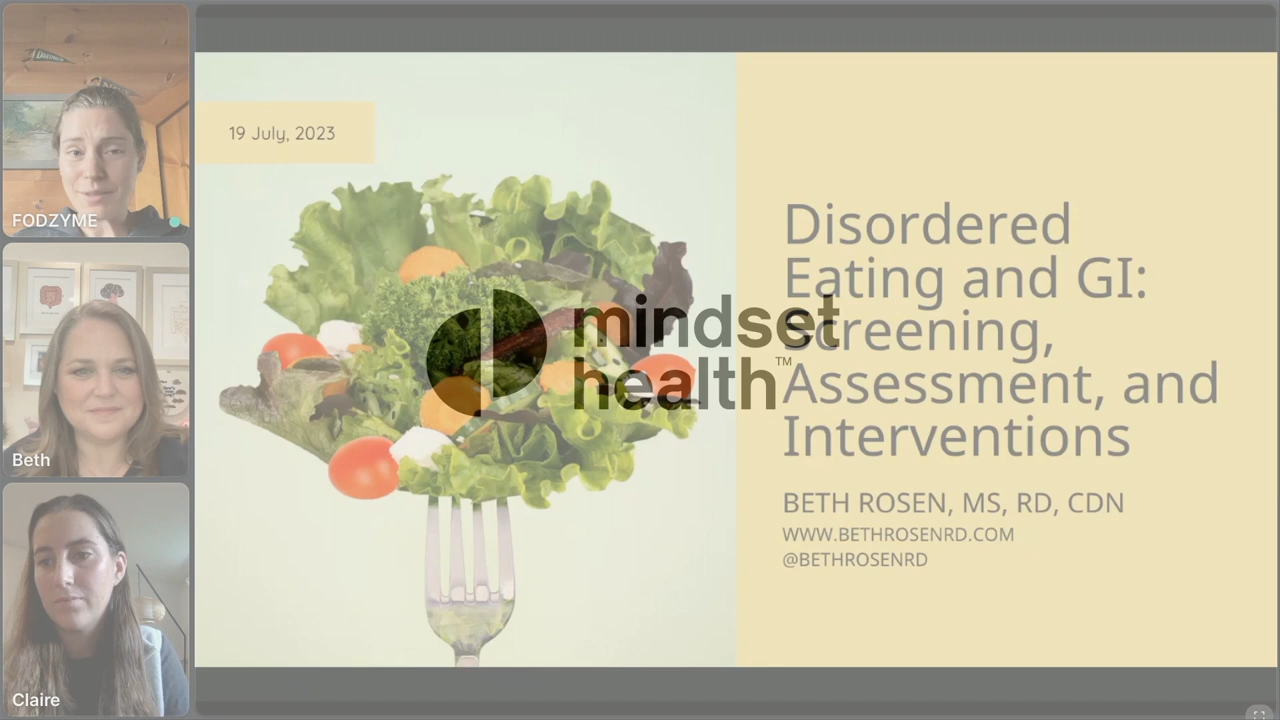 FODZYME
Beth
Claire
19 July, 2023
mindset
health™
Disordered
Eating and GI:
Screening,
Assessment, and
Interventions
BETH ROSEN, MS, RD, CDN
WWW.BETHROSENRD.COM
@BETHROSENRD